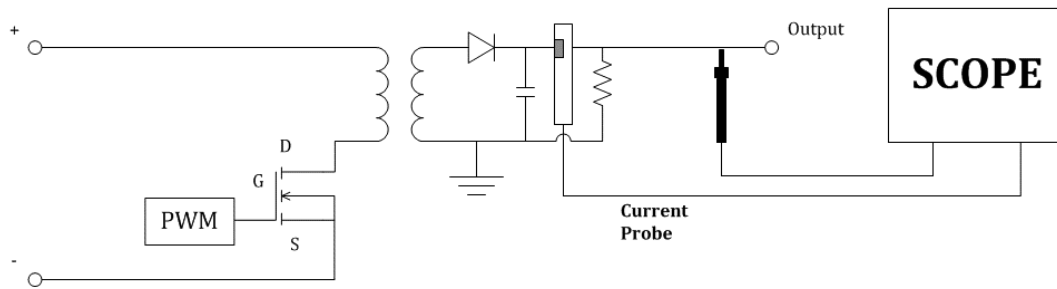 +
Output
SCOPE
D
G
PWM
S
Current
Probe
-